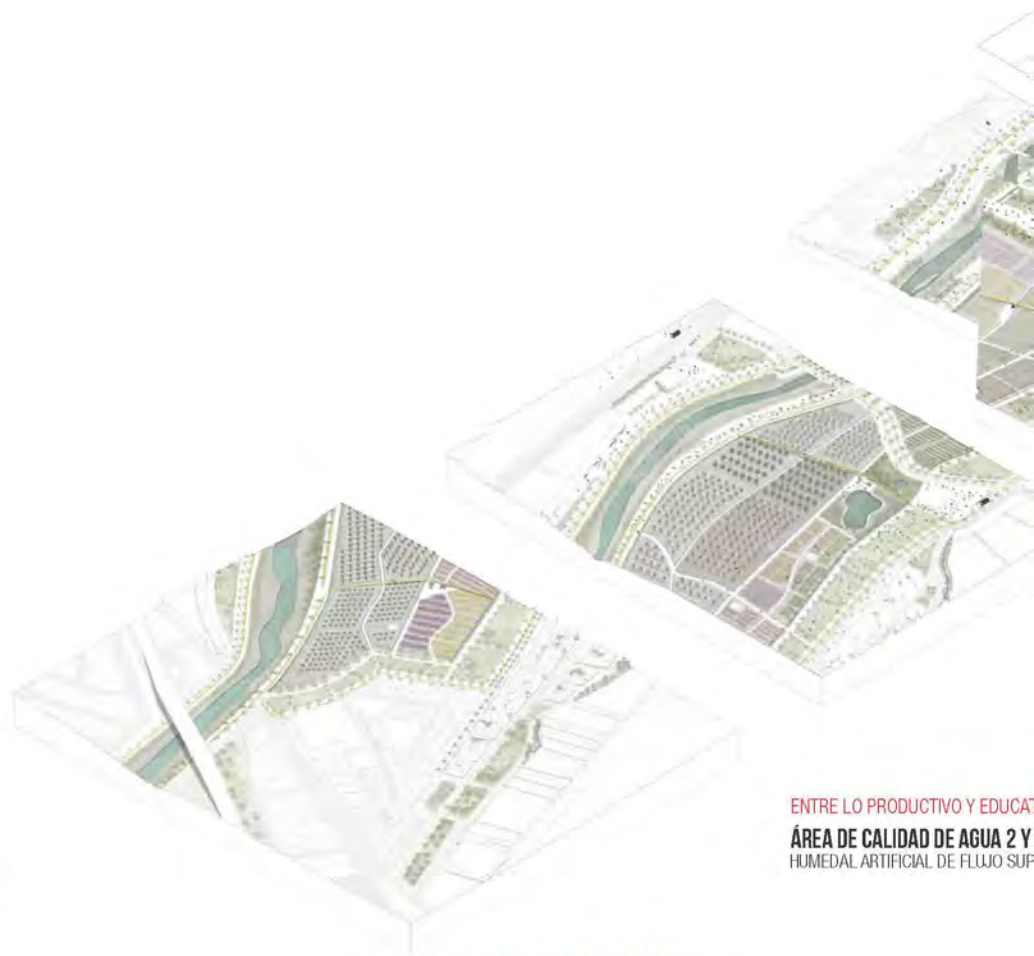 ENTRE LO PRODUCTIVO Y EDUCAT
ÁREA DE CALIDAD DE AGUA 2 Y
HUMEDAL ARTIFICIAL DE FLUJO SUP